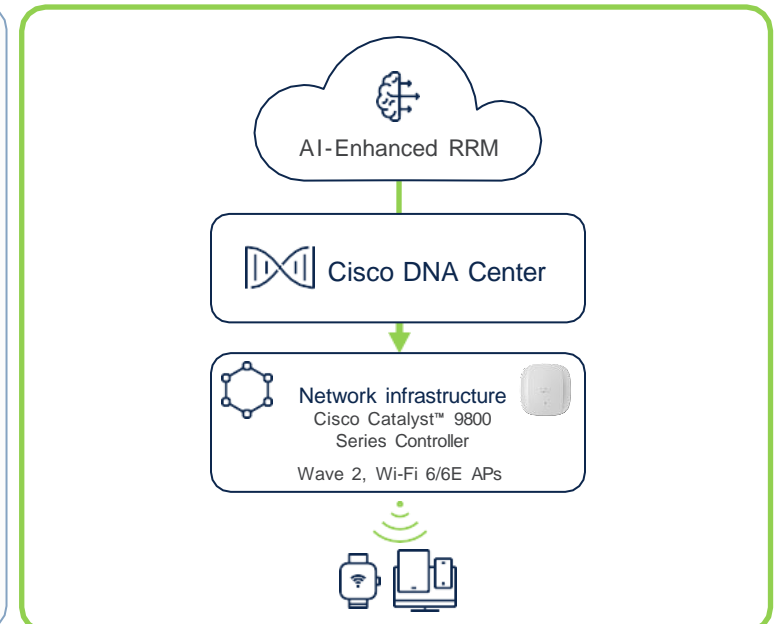 AI-Enhanced RRM
Cisco DNA Center
Network infrastructure
Cisco Catalyst™ 9800
Series Controller
Wave 2, Wi-Fi 6/6E APs